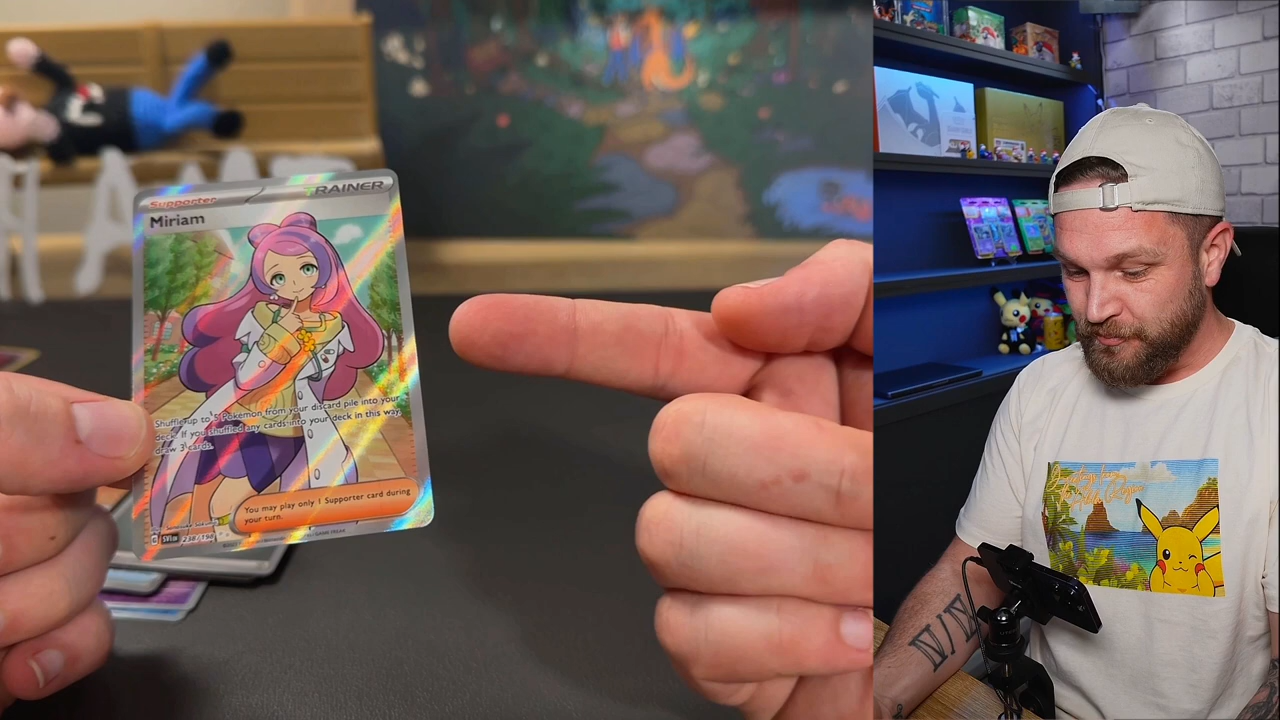 Supporter
TRAINER
Miriam
Shuffle up to 5 Pokémon from your discard pile into your
deck. If you shuffled any cards into your deck in this way,
draw 3 cards.
You may play only 1 Supporter card during
your turn.
238/198